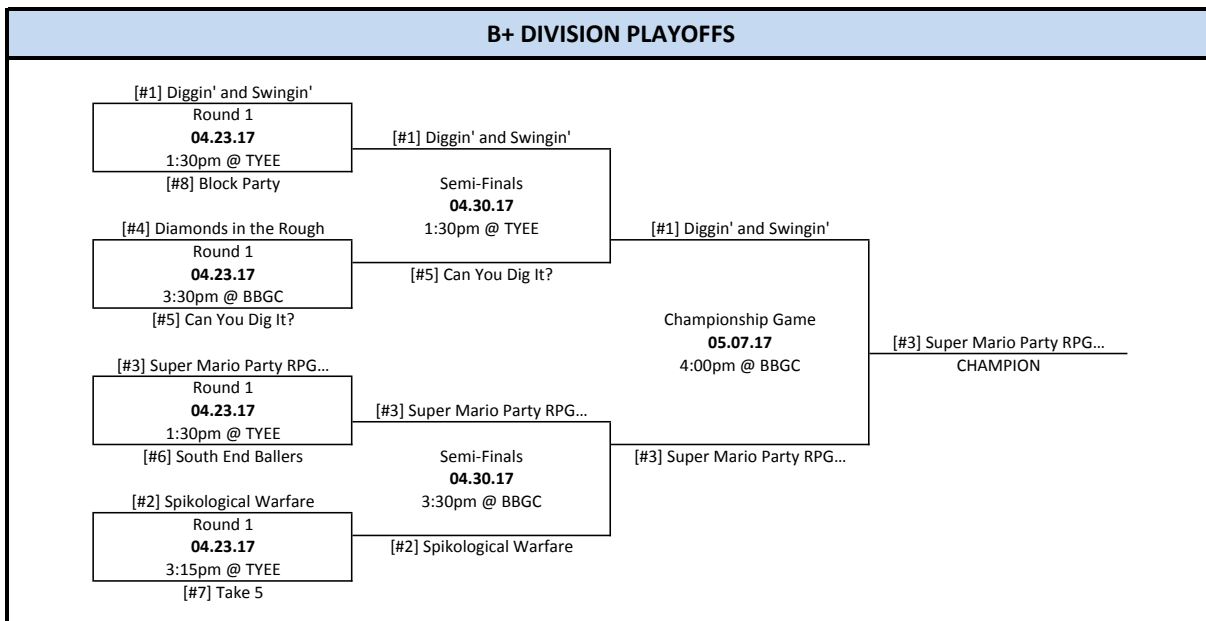 B+ DIVISION PLAYOFFS
[#1] Diggin' and Swingin'
Round 1
04.23.17
1:30pm @ TYEE
[#8] Block Party
[#4] Diamonds in the Rough
Round 1
04.23.17
3:30pm @ BBGC
[#5] Can You Dig It?
[#3] Super Mario Party RPG...
Round 1
04.23.17
1:30pm @ TYEE
[#6] South End Ballers
[#2] Spikological Warfare
Round 1
04.23.17
3:15pm @ TYEE
[#7] Take 5
[#1] Diggin' and Swingin'
Semi-Finals
04.30.17
1:30pm @ TYEE
[#5] Can You Dig It?
[#3] Super Mario Party RPG...
Semi-Finals
04.30.17
3:30pm @ BBGC
[#2] Spikological Warfare
[#1] Diggin' and Swingin'
Championship Game
05.07.17
4:00pm @ BBGC
[#3] Super Mario Party RPG...
[#3] Super Mario Party RPG...
CHAMPION